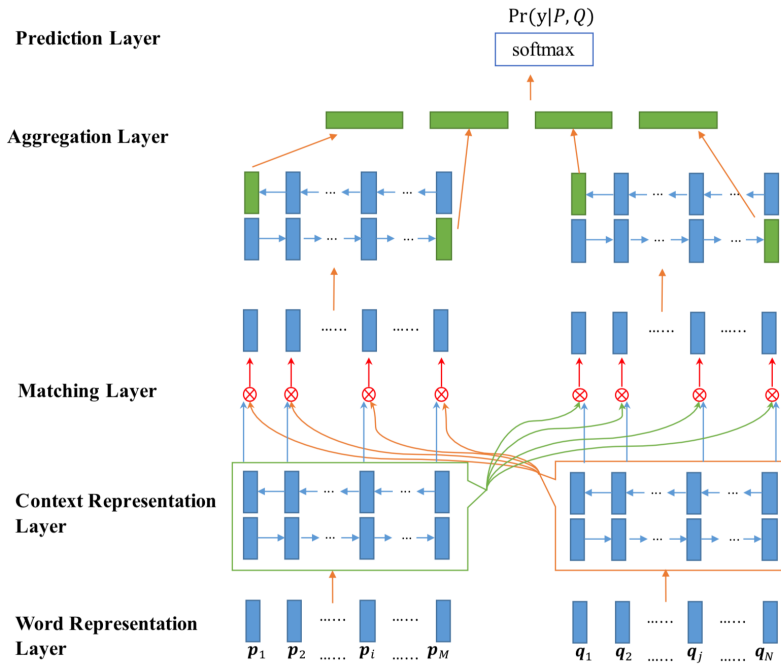 Pr(y|P, Q)
Prediction Layer
softmax
Aggregation Layer
... ... ... ...
... ... ... ...
...... ...... ...... ......
Matching Layer
Context Representation
Layer
... ... ... ...
... ... ... ...
Word Representation
Layer
...... ...... ...... ......
p1 p2 ...... pi ...... pM q1 q2 ...... qj ...... qN